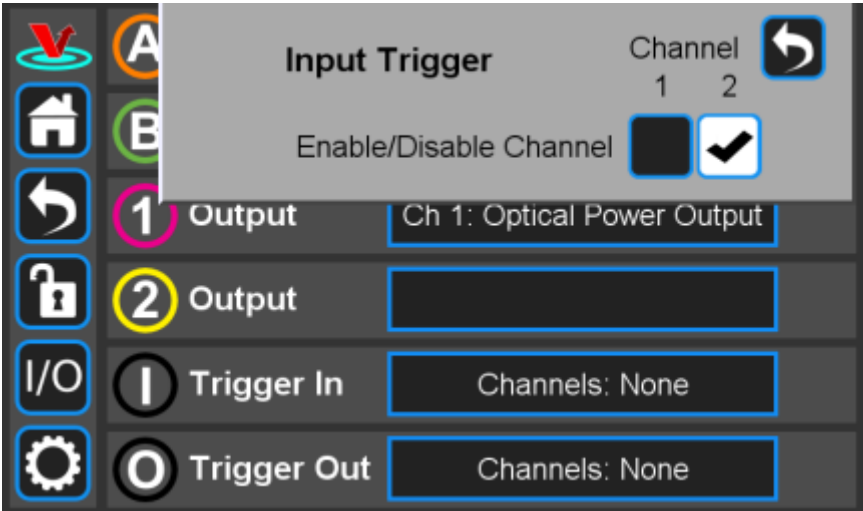 Input Trigger
Channel
1 2
Enable/Disable Channel
A
B
1 Output Ch 1: Optical Power Output
2 Output
I/O
I Trigger In Channels: None
O Trigger Out Channels: None